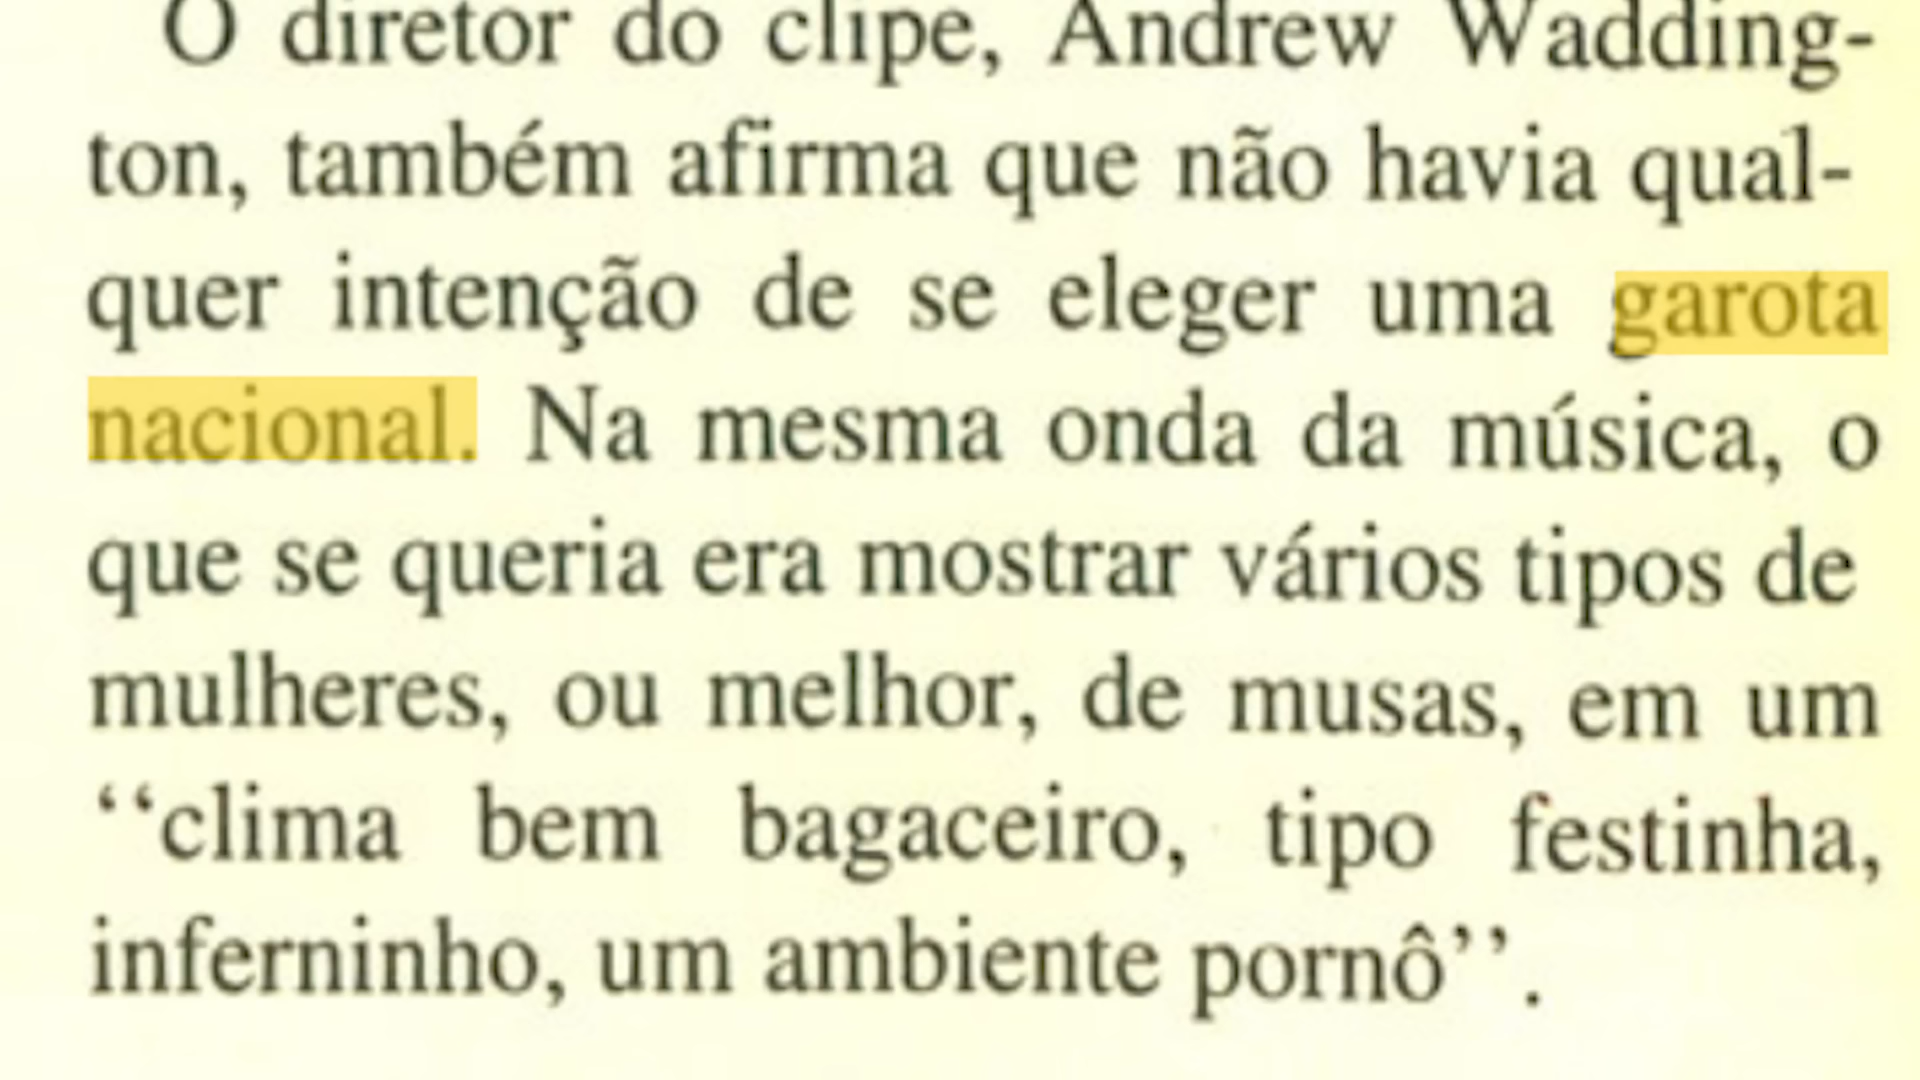 O diretor do clipe, Andrew Wadding-
ton, também afirma que não havia qual-
quer intenção de se eleger uma garota
nacional. Na mesma onda da música, o
que se queria era mostrar vários tipos de
mulheres, ou melhor, de musas, em um
‘‘clima bem bagaceiro, tipo festinha,
inferninho, um ambiente pornô’’.